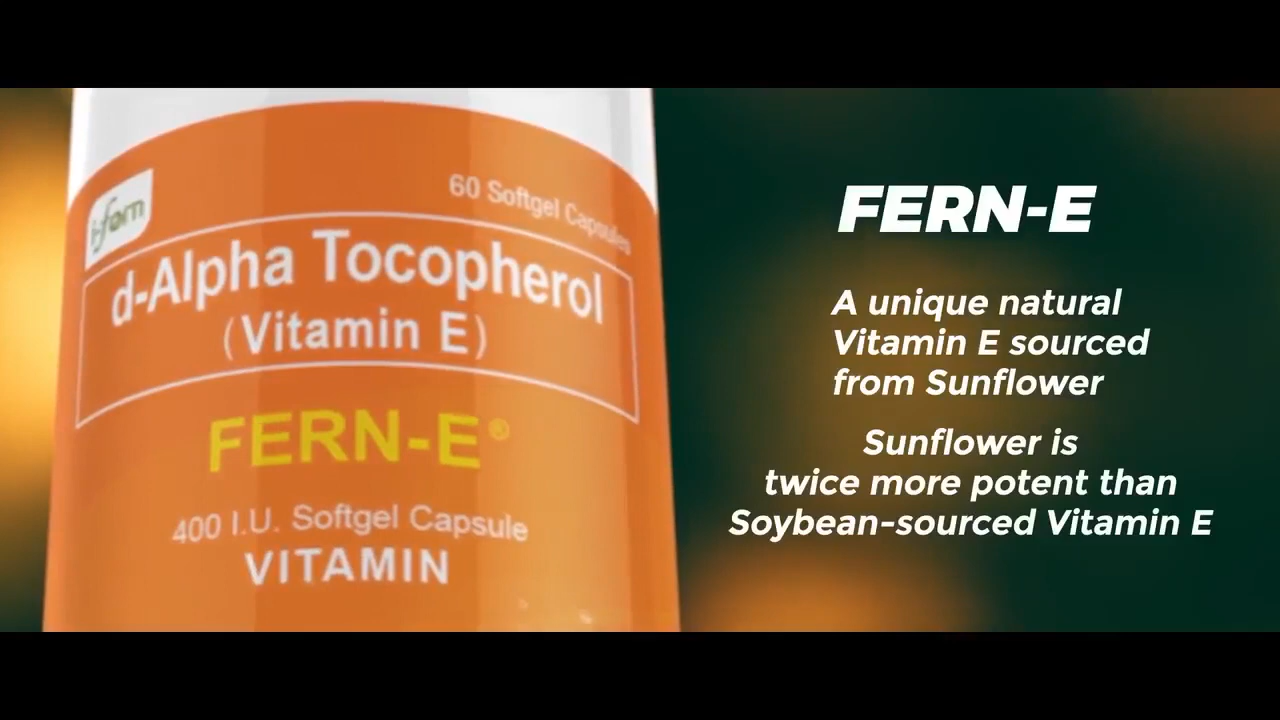 i-fern
60 Softgel Capsules
d-Alpha Tocopherol
(Vitamin E)
FERN-E®
400 I.U. Softgel Capsule
VITAMIN
FERN-E
A unique natural
Vitamin E sourced
from Sunflower
Sunflower is
twice more potent than
Soybean-sourced Vitamin E